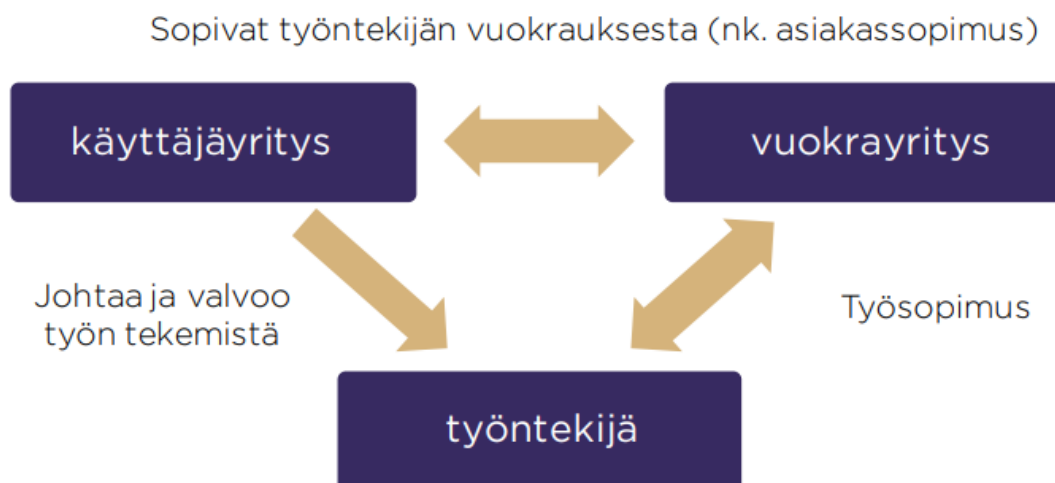 Sopivat työntekijän vuokrauksesta (nk. asiakassopimus)
käyttäjäyritys
vuokrayritys
Johtaa ja valvoo
työn tekemistä
Työsopimus
työntekijä